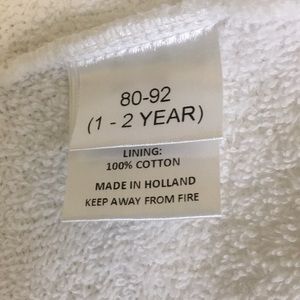 80-92
(1 - 2 YEAR)
LINING:
100% COTTON
MADE IN HOLLAND
KEEP AWAY FROM FIRE